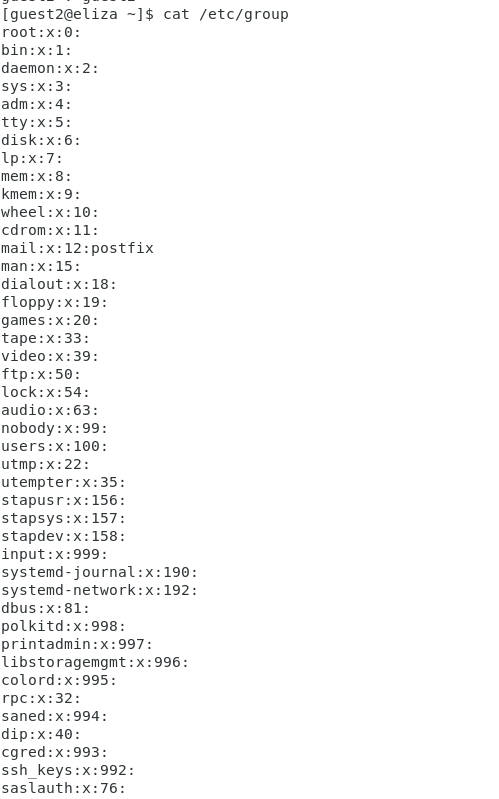 [guest2@eliza ~]$ cat /etc/group
root:x:0:
bin:x:1:
daemon:x:2:
sys:x:3:
adm:x:4:
tty:x:5:
disk:x:6:
lp:x:7:
mem:x:8:
kmem:x:9:
wheel:x:10:
cdrom:x:11:
mail:x:12:postfix
man:x:15:
dialout:x:18:
floppy:x:19:
games:x:20:
tape:x:33:
video:x:39:
ftp:x:50:
lock:x:54:
audio:x:63:
nobody:x:99:
users:x:100:
utmp:x:22:
utempter:x:35:
stapusr:x:156:
stapsys:x:157:
stapdev:x:158:
input:x:999:
systemd-journal:x:190:
systemd-network:x:192:
dbus:x:81:
polkitd:x:998:
printadmin:x:997:
libstoragemgmt:x:996:
colord:x:995:
rpc:x:32:
saned:x:994:
dip:x:40:
cgred:x:993:
ssh_keys:x:992:
saslauth:x:76: